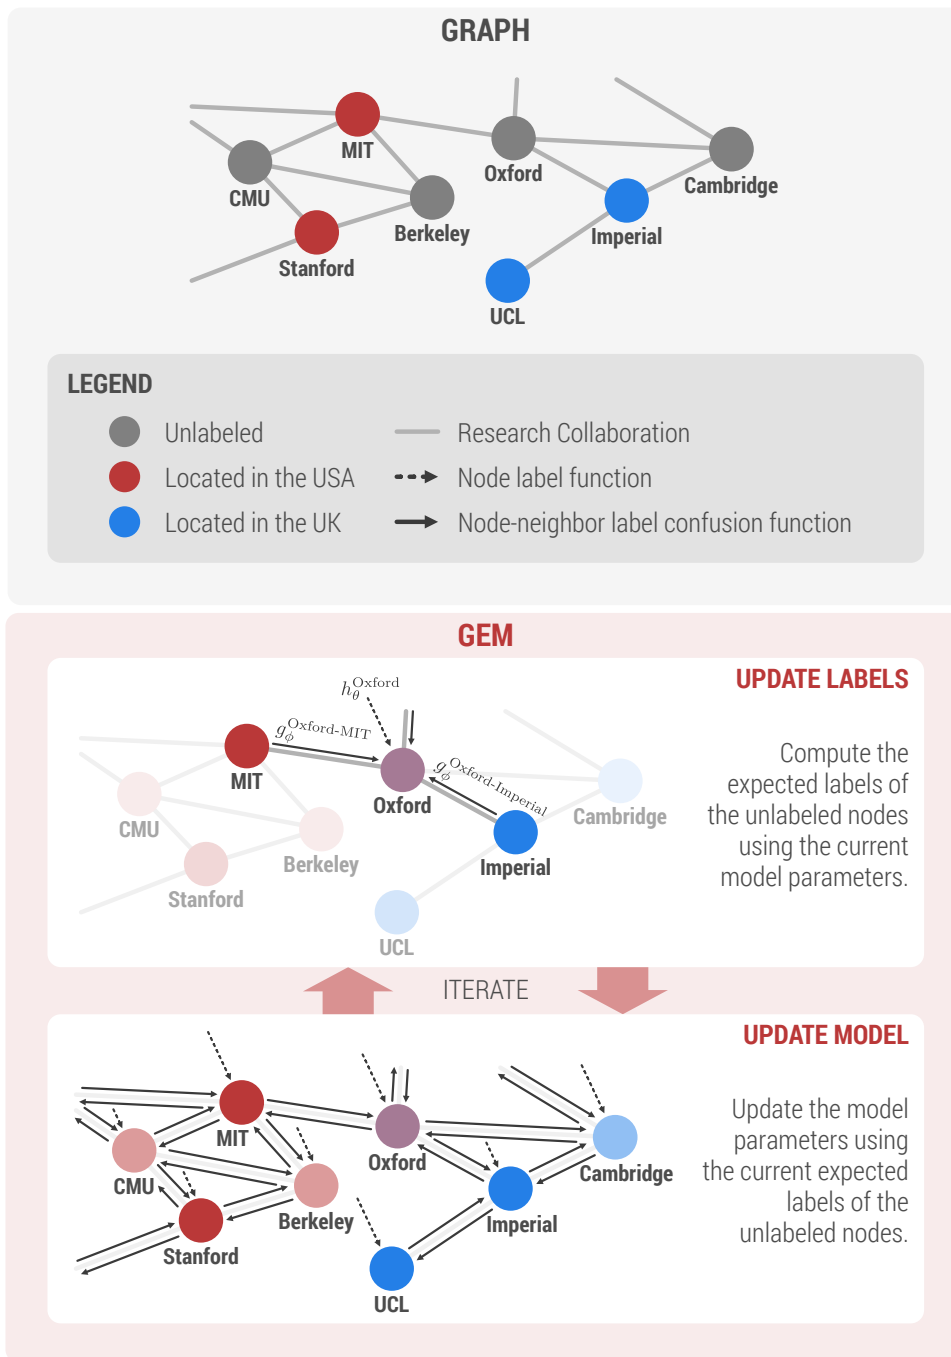 GRAPH
MIT
Oxford
CMU
Cambridge
Berkeley
Imperial
Stanford
UCL
LEGEND
Unlabeled
Research Collaboration
Located in the USA
Node label function
Located in the UK
Node-neighbor label confusion function
GEM
UPDATE LABELS
h_θ^Oxford
g_ϕ^Oxford-MIT
g_ϕ^Oxford-Imperial
MIT
Oxford
CMU
Cambridge
Berkeley
Imperial
Stanford
UCL
Compute the
expected labels of
the unlabeled nodes
using the current
model parameters.
ITERATE
UPDATE MODEL
MIT
Oxford
CMU
Cambridge
Berkeley
Imperial
Stanford
UCL
Update the model
parameters using
the current expected
labels of the
unlabeled nodes.